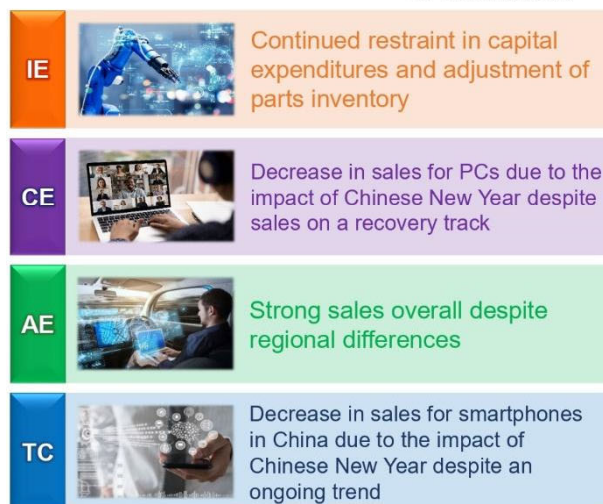 IE
Continued restraint in capital
expenditures and adjustment of
parts inventory
CE
Decrease in sales for PCs due to the
impact of Chinese New Year despite
sales on a recovery track
AE
Strong sales overall despite
regional differences
TC
Decrease in sales for smartphones
in China due to the impact of
Chinese New Year despite an
ongoing trend